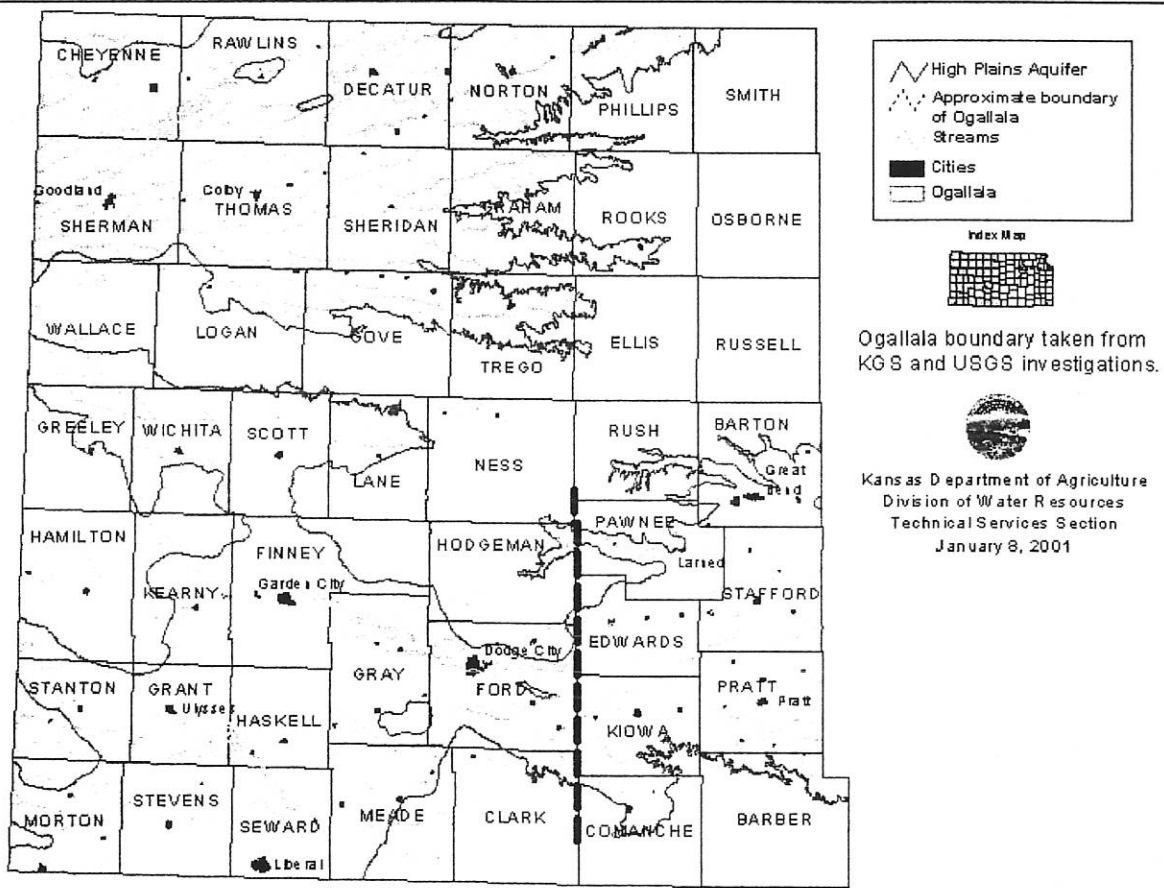 CHEYENNE
RAWLINS
DECATUR
NORTON
PHILLIPS
SMITH
Goodland
SHERMAN
Colby
THOMAS
SHERIDAN
GRAHAM
ROOKS
OSBORNE
WALLACE
LOGAN
GOVE
TREGO
ELLIS
RUSSELL
GREELEY
WICHITA
SCOTT
LANE
NESS
RUSH
BARTON
Great
Bend
HAMILTON
KEARNY
FINNEY
Garden City
HODGEMAN
PAWNEE
Larned
STAFFORD
EDWARDS
STANTON
GRANT
Ulysses
HASKELL
GRAY
Dodge City
FORD
KIOWA
PRATT
Pratt
MORTON
STEVENS
SEWARD
Liberal
MEADE
CLARK
COMANCHE
BARBER
High Plains Aquifer
Approximate boundary
of Ogallala
Streams
Cities
Ogallala
Index Map
Ogallala boundary taken from
KGS and USGS investigations.
Kansas Department of Agriculture
Division of Water Resources
Technical Services Section
January 8, 2001